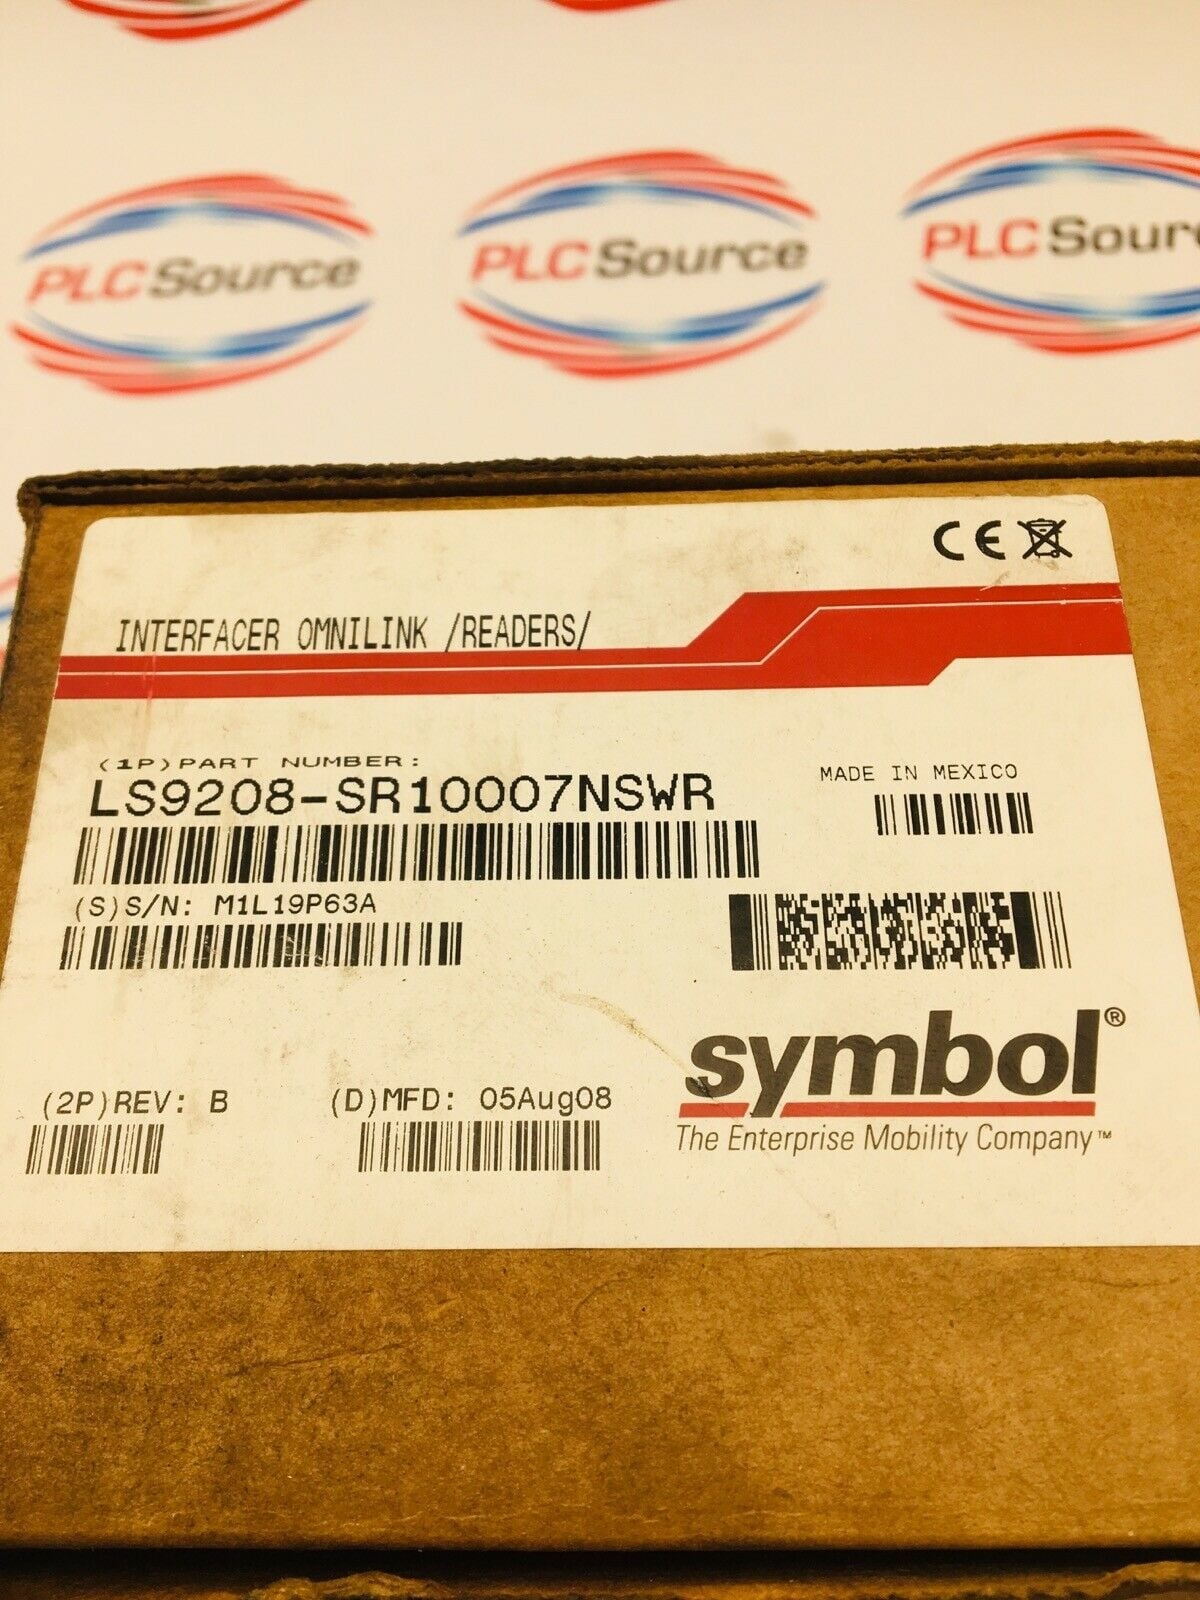 PLCSource
PLCSource
PLCSour
CE
INTERFACER OMNILINK /READERS/
(1P)PART NUMBER:
LS9208-SR10007NSWR
MADE IN MEXICO
(S)S/N: M1L19P63A
symbol®
The Enterprise Mobility Company™
(2P)REV: B
(D)MFD: 05Aug08